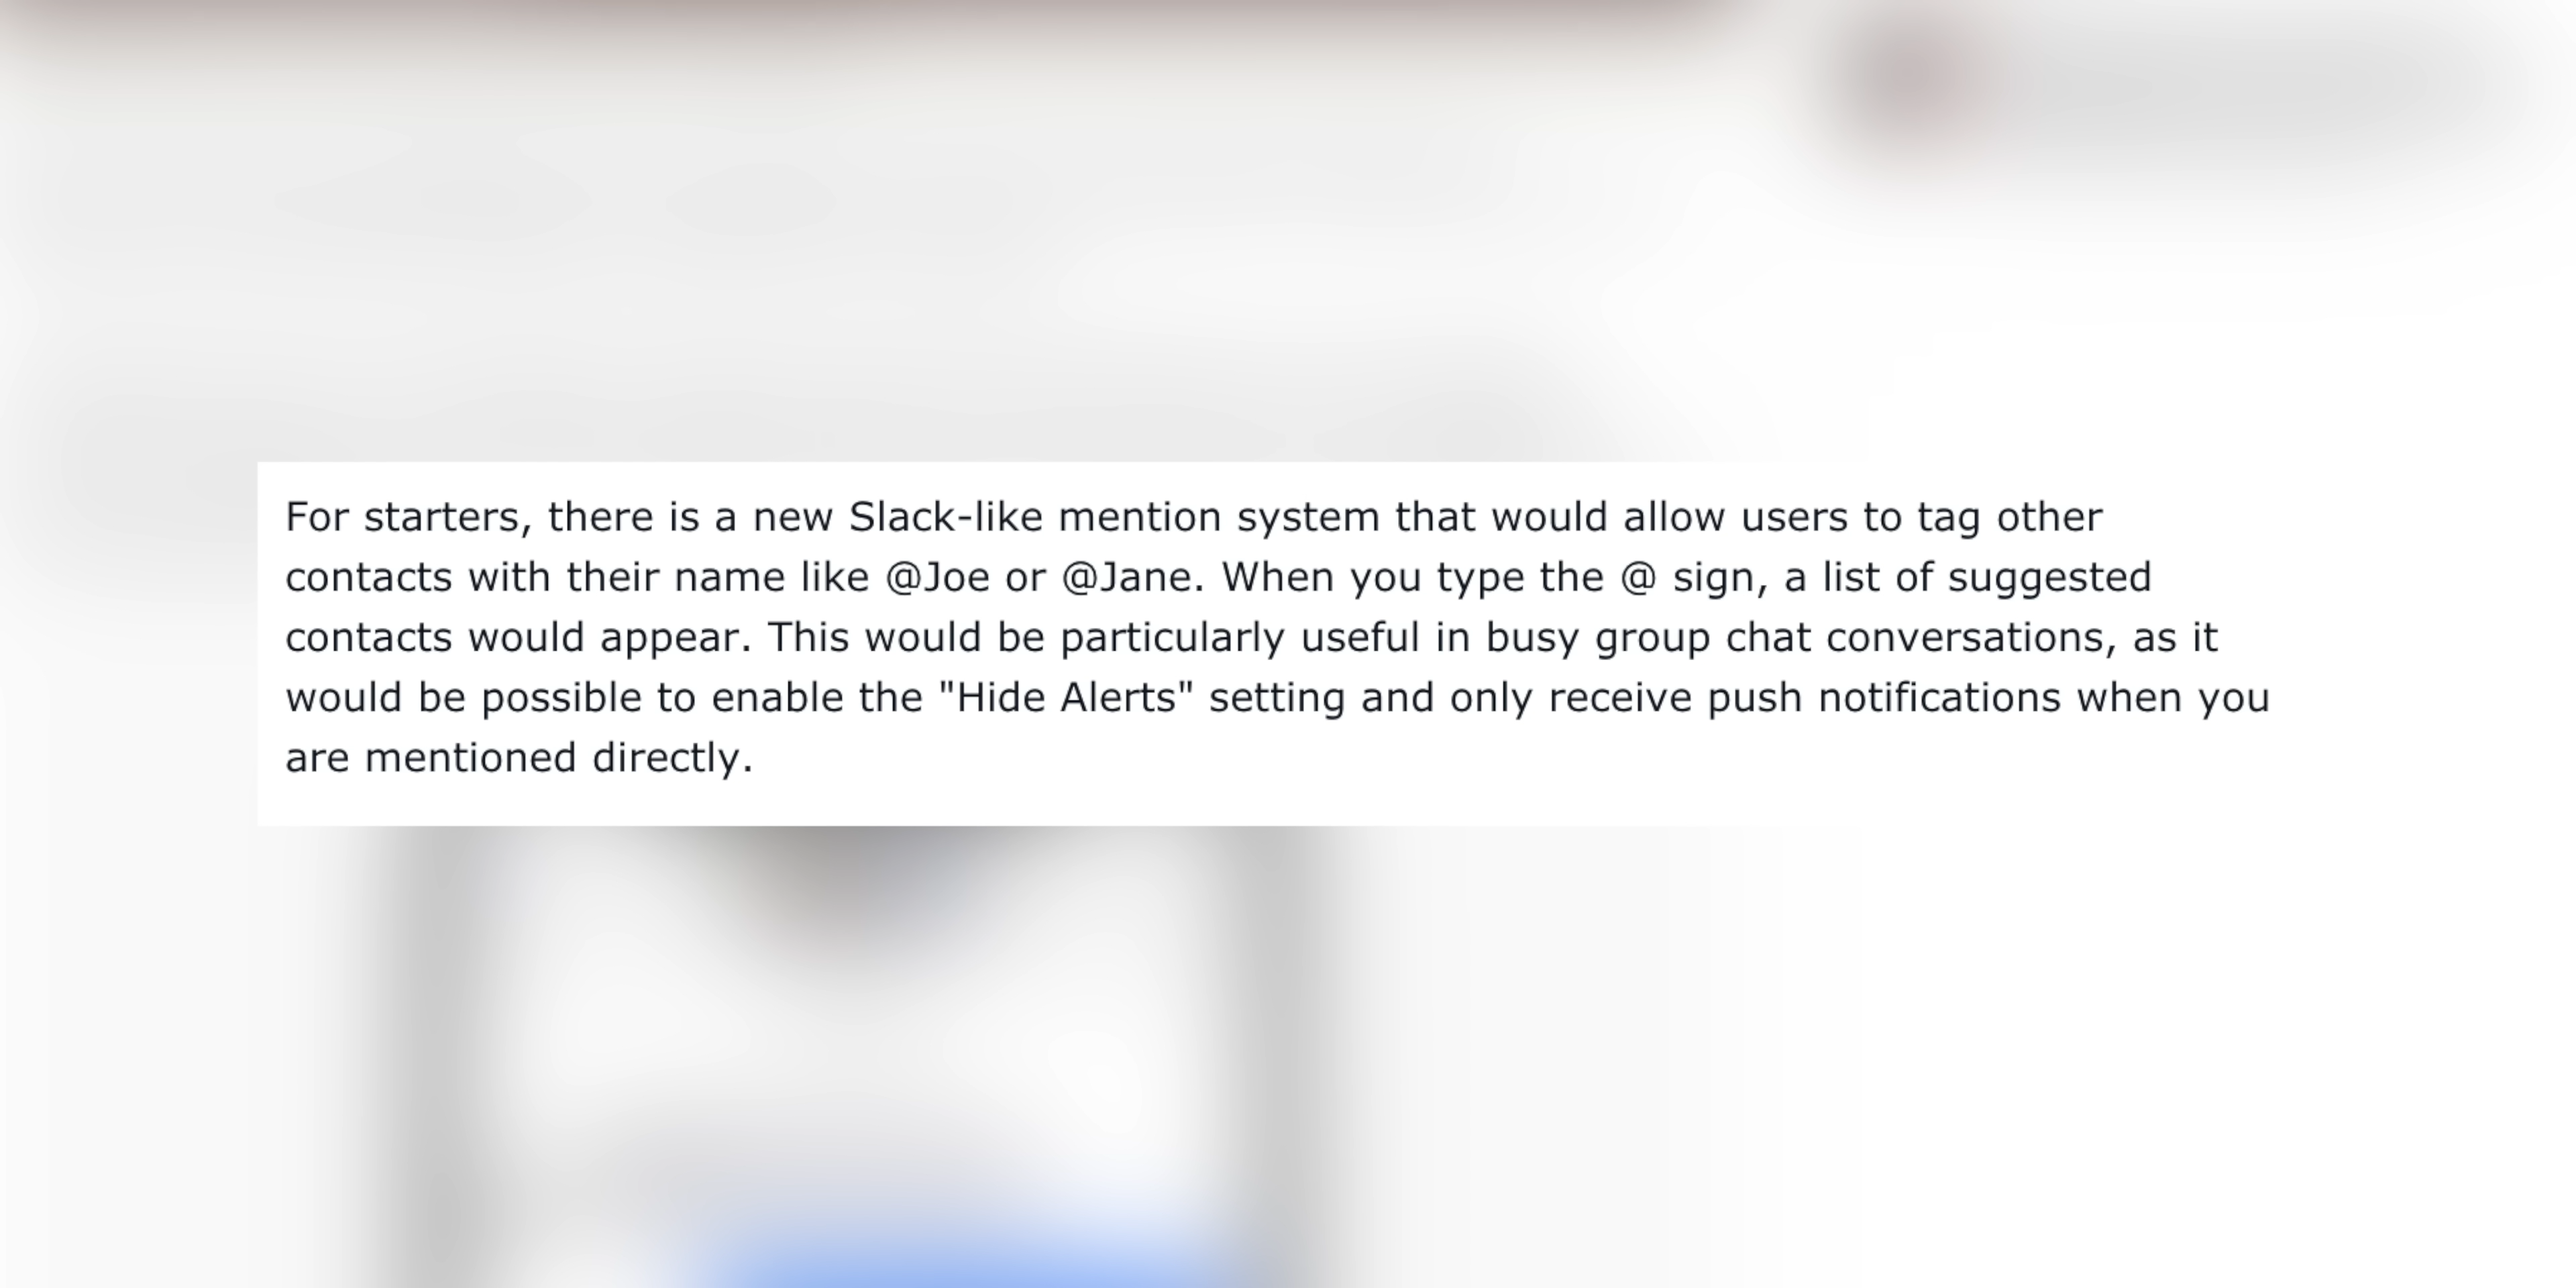 For starters, there is a new Slack-like mention system that would allow users to tag other
contacts with their name like @Joe or @Jane. When you type the @ sign, a list of suggested
contacts would appear. This would be particularly useful in busy group chat conversations, as it
would be possible to enable the "Hide Alerts" setting and only receive push notifications when you
are mentioned directly.